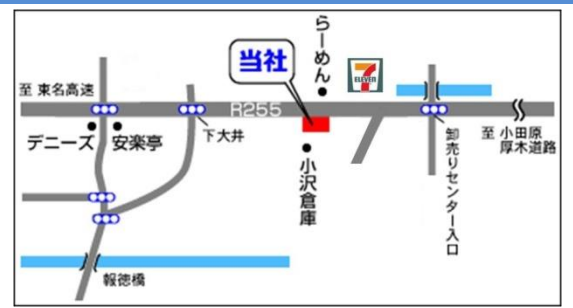 らーめん
当社
7
ELEVEN
至 東名高速
R255
デニーズ
安楽亭
下大井
小沢倉庫
卸売りセンター入口
至 小田原
厚木道路
報徳橋